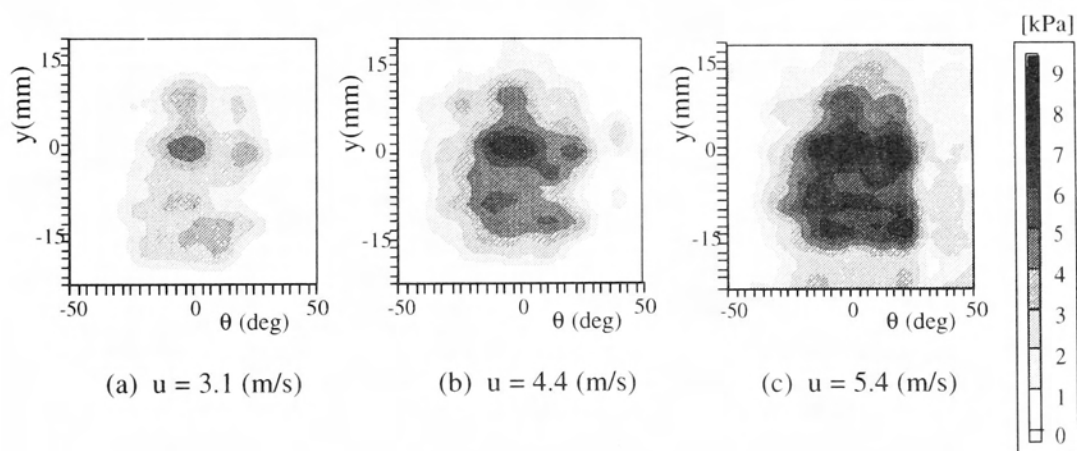 [kPa]
15
0
-15
y(mm)
-50
0
50
θ (deg)
(a) u = 3.1 (m/s)
15
0
-15
y(mm)
-50
0
50
θ (deg)
(b) u = 4.4 (m/s)
15
0
-15
y(mm)
-50
0
50
θ (deg)
(c) u = 5.4 (m/s)
9
8
7
6
5
4
3
2
1
0